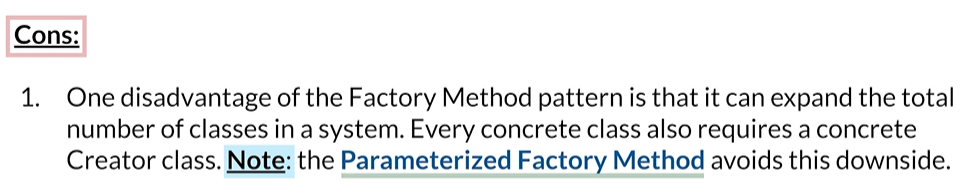 Cons:
1. One disadvantage of the Factory Method pattern is that it can expand the total
number of classes in a system. Every concrete class also requires a concrete
Creator class. Note: the Parameterized Factory Method avoids this downside.